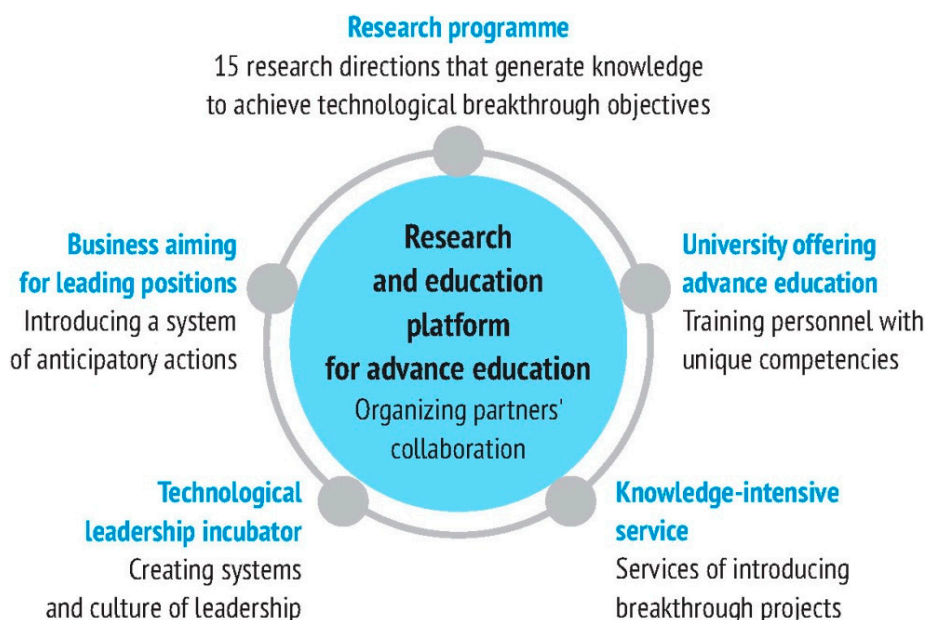 Research programme
15 research directions that generate knowledge
to achieve technological breakthrough objectives
Business aiming
for leading positions
Introducing a system
of anticipatory actions
Research
and education
platform
for advance education
Organizing partners'
collaboration
University offering
advance education
Training personnel with
unique competencies
Technological
leadership incubator
Creating systems
and culture of leadership
Knowledge-intensive
service
Services of introducing
breakthrough projects